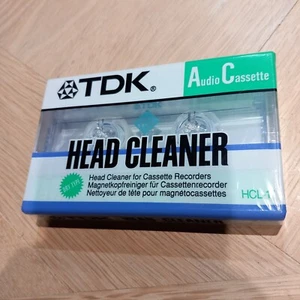 TDK
Audio Cassette
HEAD CLEANER
DRY TYPE
Head Cleaner for Cassette Recorders
Magnetkopfreiniger für Cassettenrecorder
Nettoyeur de tête pour magnétocassettes
HCL-1